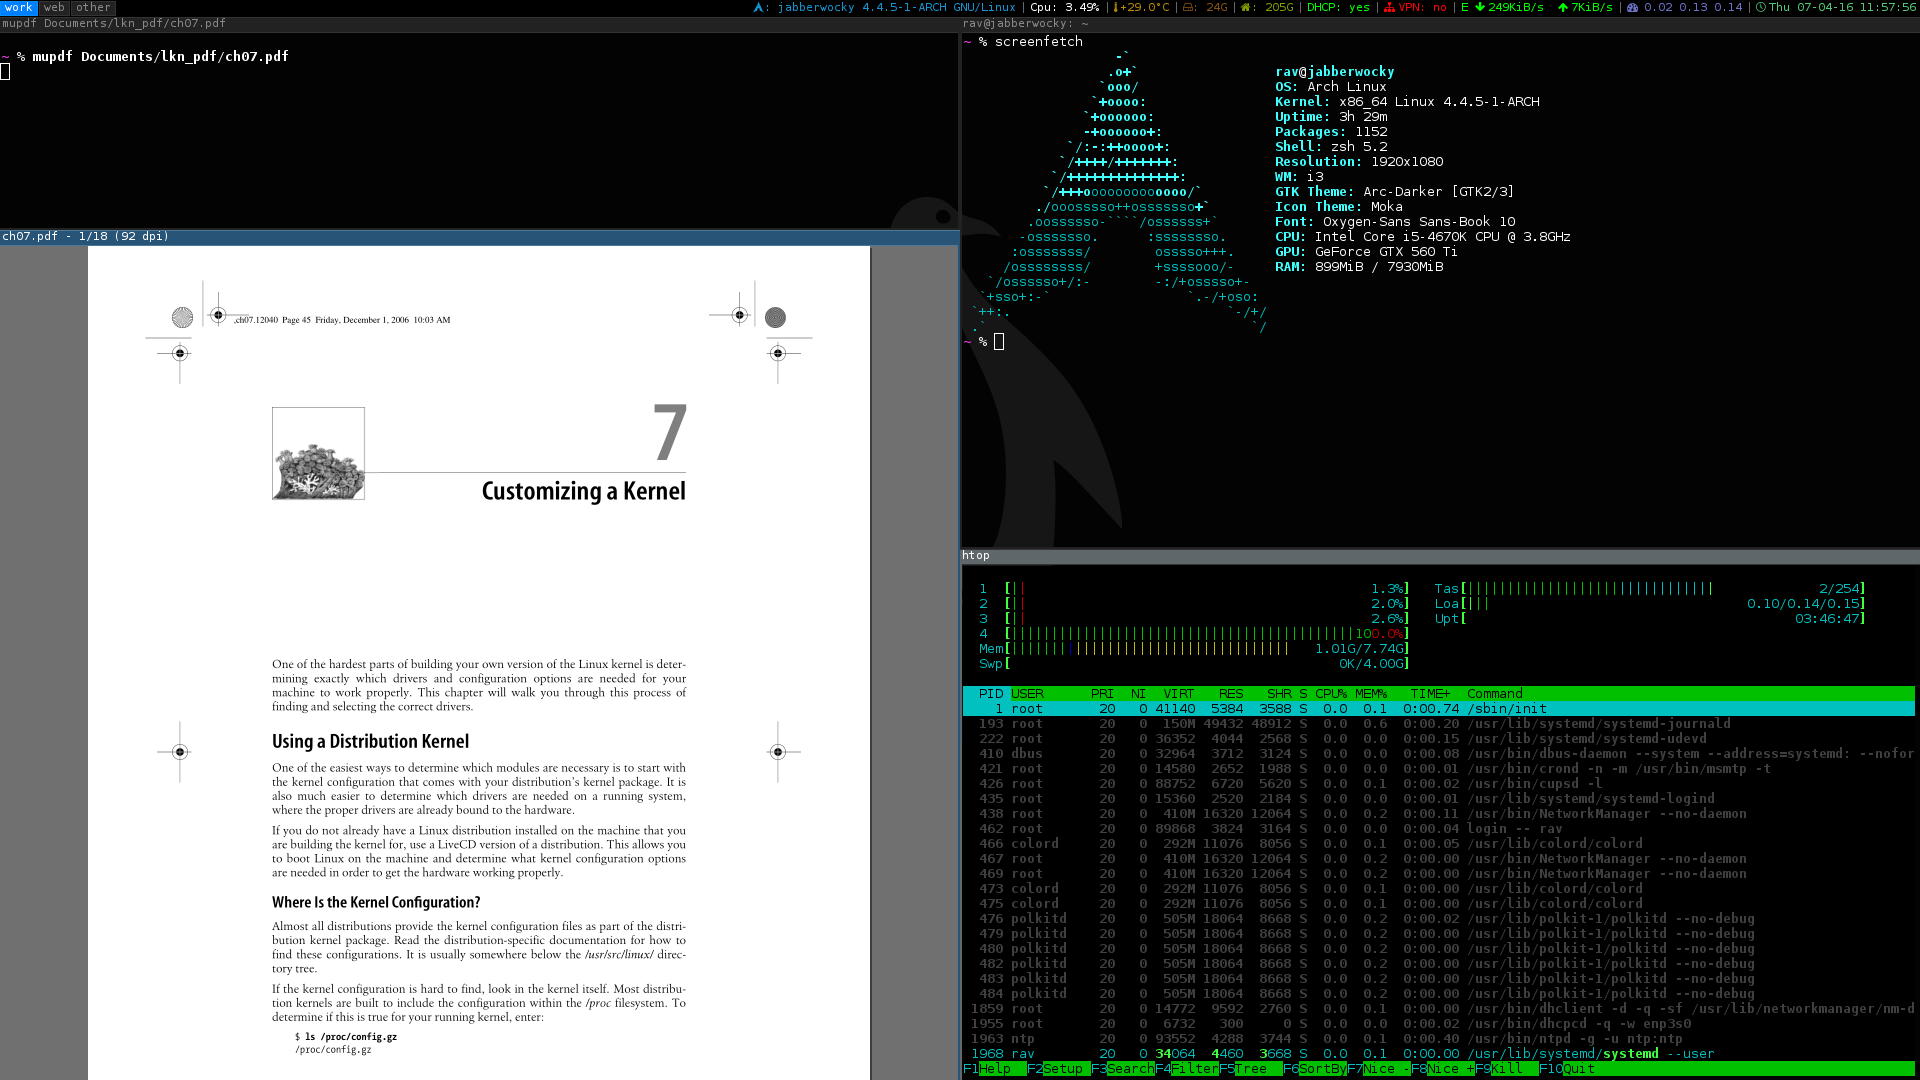 work web other
: jabberwocky 4.4.5-1-ARCH GNU/Linux | Cpu: 3.49% | +29.0°C | : 24G | : 205G | DHCP: yes | VPN: no | E 249KiB/s 7KiB/s | 0.02 0.13 0.14 | Thu 07-04-16 11:57:56
mupdf Documents/lkn_pdf/ch07.pdf
~ % mupdf Documents/lkn_pdf/ch07.pdf
ch07.pdf - 1/18 (92 dpi)
,ch07.12040 Page 45 Friday, December 1, 2006 10:03 AM
7
Customizing a Kernel
One of the hardest parts of building your own version of the Linux kernel is deter-
mining exactly which drivers and configuration options are needed for your
machine to work properly. This chapter will walk you through this process of
finding and selecting the correct drivers.
Using a Distribution Kernel
One of the easiest ways to determine which modules are necessary is to start with
the kernel configuration that comes with your distribution's kernel package. It is
also much easier to determine which drivers are needed on a running system,
where the proper drivers are already bound to the hardware.
If you do not already have a Linux distribution installed on the machine that you
are building the kernel for, use a LiveCD version of a distribution. This allows you
to boot Linux on the machine and determine what kernel configuration options
are needed in order to get the hardware working properly.
Where Is the Kernel Configuration?
Almost all distributions provide the kernel configuration files as part of the distri-
bution kernel package. Read the distribution-specific documentation for how to
find these configurations. It is usually somewhere below the /usr/src/linux/ direc-
tory tree.
If the kernel configuration is hard to find, look in the kernel itself. Most distribu-
tion kernels are built to include the configuration within the /proc filesystem. To
determine if this is true for your running kernel, enter:
$ ls /proc/config.gz
/proc/config.gz
rav@jabberwocky: ~
~ % screenfetch
-`
.o+`
`ooo/
`+oooo:
`+oooooo:
-+oooooo+:
`/:-:++oooo+:
`/++++/+++++++:
`/++++++++++++++:
`/+++ooooooooooooo/`
./ooosssso++osssssso+`
.oossssso-````/ossssss+`
-osssssso. :ssssssso.
:osssssss/ osssso+++.
/ossssssss/ +ssssooo/-
`/ossssso+/:- -:/+osssso+-
`+sso+:-` `.-/+oso:
`++:. `-/+/
.` `/
rav@jabberwocky
OS: Arch Linux
Kernel: x86_64 Linux 4.4.5-1-ARCH
Uptime: 3h 29m
Packages: 1152
Shell: zsh 5.2
Resolution: 1920x1080
WM: i3
GTK Theme: Arc-Darker [GTK2/3]
Icon Theme: Moka
Font: Oxygen-Sans Sans-Book 10
CPU: Intel Core i5-4670K CPU @ 3.8GHz
GPU: GeForce GTX 560 Ti
RAM: 899MiB / 7930MiB
~ %
htop
1 [|| 1.3%] Tas[ 2/254]
2 [|| 2.0%] Loa[||| 0.10/0.14/0.15]
3 [|| 2.6%] Upt[ 03:46:47]
4 [ 100.0%]
Mem[ 1.01G/7.74G]
Swp[ 0K/4.00G]
PID USER PRI NI VIRT RES SHR S CPU% MEM% TIME+ Command
1 root 20 0 41140 5384 3588 S 0.0 0.1 0:00.74 /sbin/init
193 root 20 0 150M 49432 48912 S 0.0 0.6 0:00.20 /usr/lib/systemd/systemd-journald
222 root 20 0 36352 4044 2568 S 0.0 0.0 0:00.15 /usr/lib/systemd/systemd-udevd
410 dbus 20 0 32964 3712 3124 S 0.0 0.0 0:00.08 /usr/bin/dbus-daemon --system --address=systemd: --nofor
421 root 20 0 14580 2652 1988 S 0.0 0.0 0:00.01 /usr/bin/crond -n -m /usr/bin/msmtp -t
426 root 20 0 88752 6720 5620 S 0.0 0.1 0:00.02 /usr/bin/cupsd -l
435 root 20 0 15360 2520 2184 S 0.0 0.0 0:00.01 /usr/lib/systemd/systemd-logind
438 root 20 0 410M 16320 12064 S 0.0 0.2 0:00.11 /usr/bin/NetworkManager --no-daemon
462 root 20 0 89868 3824 3164 S 0.0 0.0 0:00.04 login -- rav
466 colord 20 0 292M 11076 8056 S 0.0 0.1 0:00.05 /usr/lib/colord/colord
467 root 20 0 410M 16320 12064 S 0.0 0.2 0:00.00 /usr/bin/NetworkManager --no-daemon
469 root 20 0 410M 16320 12064 S 0.0 0.2 0:00.00 /usr/bin/NetworkManager --no-daemon
473 colord 20 0 292M 11076 8056 S 0.0 0.1 0:00.00 /usr/lib/colord/colord
475 colord 20 0 292M 11076 8056 S 0.0 0.1 0:00.00 /usr/lib/colord/colord
476 polkitd 20 0 505M 18064 8668 S 0.0 0.2 0:00.02 /usr/lib/polkit-1/polkitd --no-debug
479 polkitd 20 0 505M 18064 8668 S 0.0 0.2 0:00.00 /usr/lib/polkit-1/polkitd --no-debug
480 polkitd 20 0 505M 18064 8668 S 0.0 0.2 0:00.00 /usr/lib/polkit-1/polkitd --no-debug
482 polkitd 20 0 505M 18064 8668 S 0.0 0.2 0:00.00 /usr/lib/polkit-1/polkitd --no-debug
483 polkitd 20 0 505M 18064 8668 S 0.0 0.2 0:00.00 /usr/lib/polkit-1/polkitd --no-debug
484 polkitd 20 0 505M 18064 8668 S 0.0 0.2 0:00.00 /usr/lib/polkit-1/polkitd --no-debug
1859 root 20 0 14772 9592 2760 S 0.0 0.1 0:00.00 /usr/bin/dhclient -d -q -sf /usr/lib/networkmanager/nm-d
1955 root 20 0 6732 300 0 S 0.0 0.0 0:00.00 /usr/bin/dhcpcd -q -w enp3s0
1963 ntp 20 0 93552 4288 3744 S 0.0 0.1 0:00.40 /usr/bin/ntpd -g -u ntp:ntp
1968 rav 20 0 34064 4460 3668 S 0.0 0.1 0:00.00 /usr/lib/systemd/systemd --user
F1Help F2Setup F3SearchF4FilterF5Tree F6SortByF7Nice -F8Nice +F9Kill F10Quit